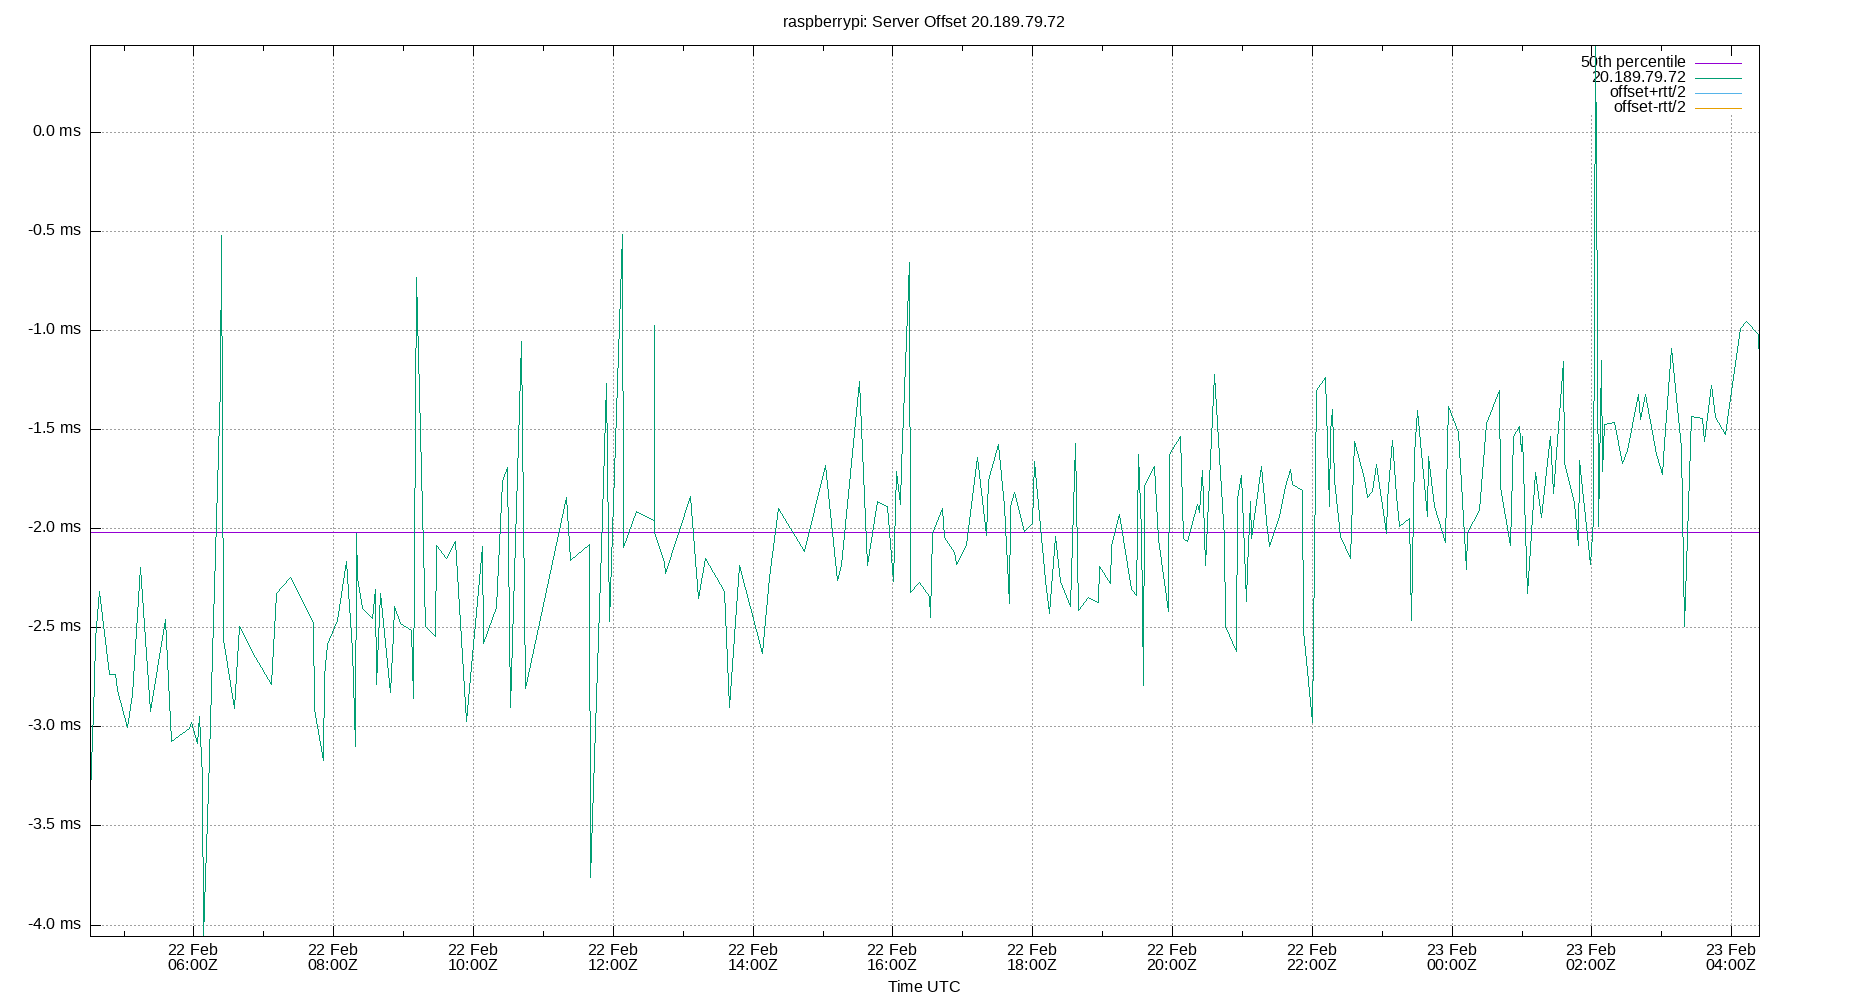 raspberrypi: Server Offset 20.189.79.72
50th percentile
20.189.79.72
offset+rtt/2
offset-rtt/2
0.0 ms
-0.5 ms
-1.0 ms
-1.5 ms
-2.0 ms
-2.5 ms
-3.0 ms
-3.5 ms
-4.0 ms
22 Feb 22 Feb 22 Feb 22 Feb 22 Feb 22 Feb 22 Feb 22 Feb 22 Feb 23 Feb 23 Feb 23 Feb
06:00Z 08:00Z 10:00Z 12:00Z 14:00Z 16:00Z 18:00Z 20:00Z 22:00Z 00:00Z 02:00Z 04:00Z
Time UTC